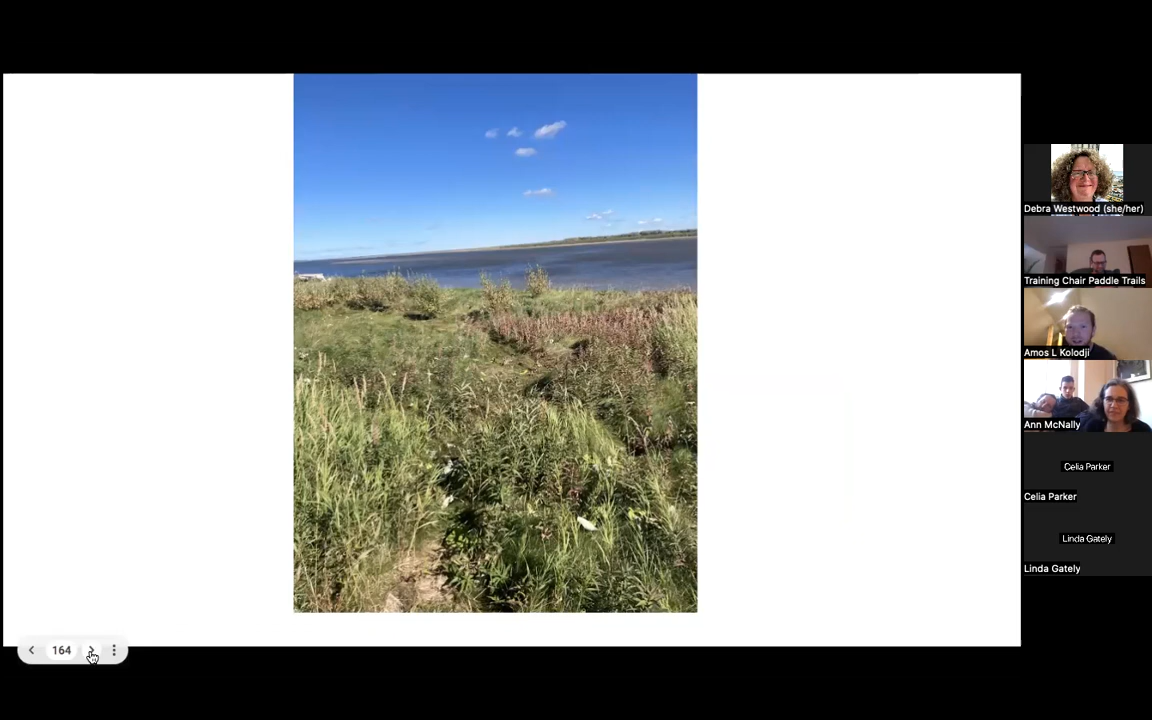 Debra Westwood (she/her)
Training Chair Paddle Trails
Amos L Kolodji
Ann McNally
Celia Parker
Celia Parker
Linda Gately
Linda Gately
164